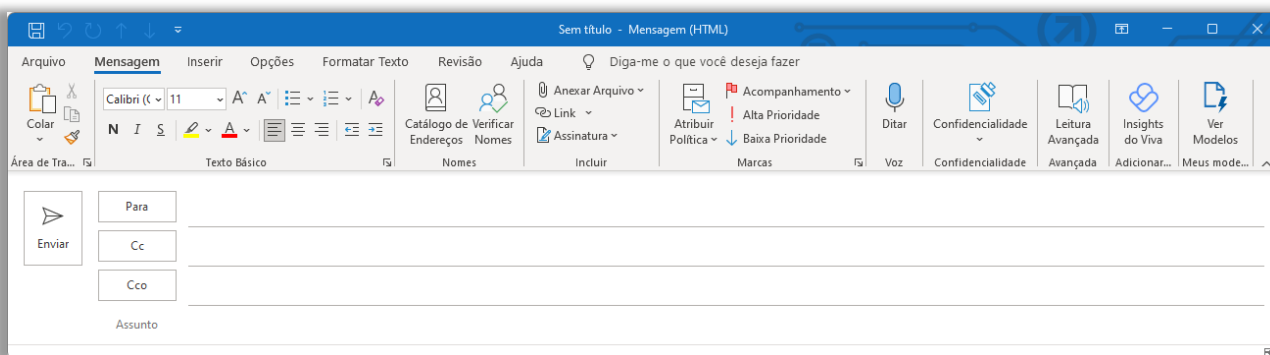 Sem título - Mensagem (HTML)
Arquivo Mensagem Inserir Opções Formatar Texto Revisão Ajuda Diga-me o que você deseja fazer
Colar
Calibri (C 11
N I S A
Catálogo de Endereços
Verificar Nomes
Anexar Arquivo
Link
Assinatura
Atribuir Política
Acompanhamento
Alta Prioridade
Baixa Prioridade
Ditar
Confidencialidade
Leitura Avançada
Insights do Viva
Ver Modelos
Área de Tra... Texto Básico Nomes Incluir Marcas Voz Confidencialidade Avançada Adicionar... Meus mode...
Enviar
Para
Cc
Cco
Assunto